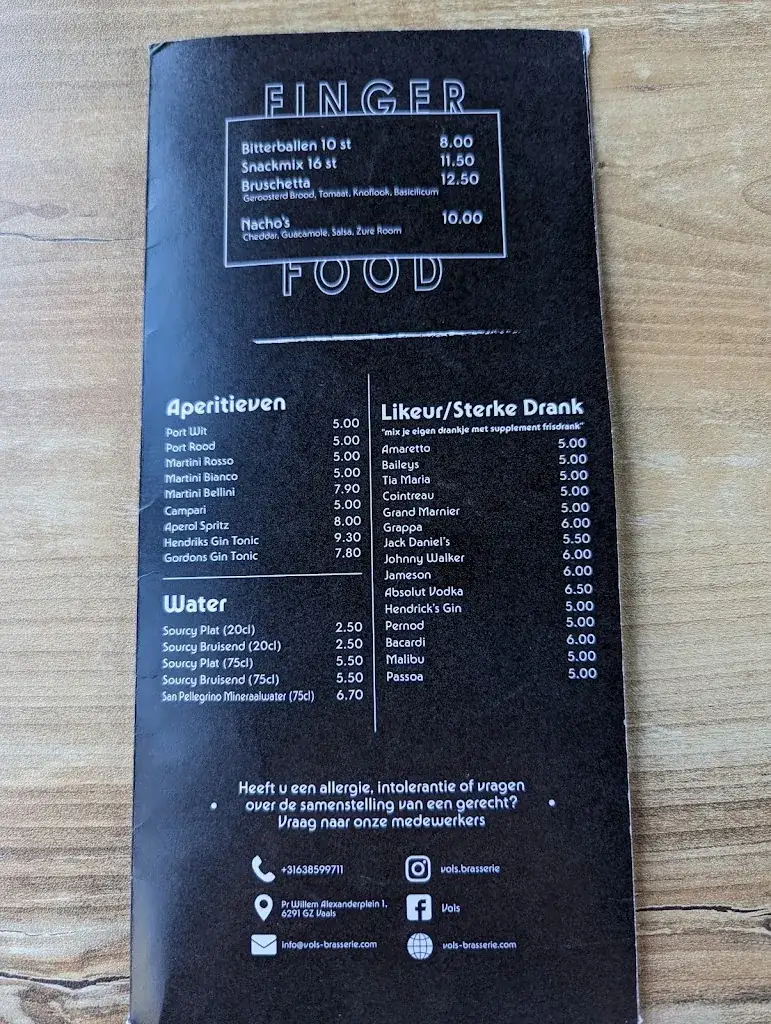 FINGER
Bitterballen 10 st 8.00
Snackmix 16 st 11.50
Bruschetta 12.50
Geroosterd Brood, Tomaat, Knoflook, Basicilicum
Nacho's 10.00
Cheddar, Guacamole, Salsa, Zure Room
FOOD
Aperitieven
Port Wit 5.00
Port Rood 5.00
Martini Rosso 5.00
Martini Bianco 5.00
Martini Bellini 7.90
Campari 5.00
Aperol Spritz 8.00
Hendriks Gin Tonic 9.30
Gordons Gin Tonic 7.80
Water
Sourcy Plat (20cl) 2.50
Sourcy Bruisend (20cl) 2.50
Sourcy Plat (75cl) 5.50
Sourcy Bruisend (75cl) 5.50
San Pellegrino Mineraalwater (75cl) 6.70
Likeur/Sterke Drank
"mix je eigen drankje met supplement frisdrank"
Amaretto 5.00
Baileys 5.00
Tia Maria 5.00
Cointreau 5.00
Grand Marnier 5.00
Grappa 6.00
Jack Daniel's 5.50
Johnny Walker 6.00
Jameson 6.00
Absolut Vodka 6.50
Hendrick's Gin 5.00
Pernod 5.00
Bacardi 6.00
Malibu 5.00
Passoa 5.00
Heeft u een allergie, intolerantie of vragen
over de samenstelling van een gerecht?
Vraag naar onze medewerkers
+31638599711
vols.brasserie
Pr Willem Alexanderplein 1,
6291 GZ Vaals
Vols
info@vols-brasserie.com
vols-brasserie.com